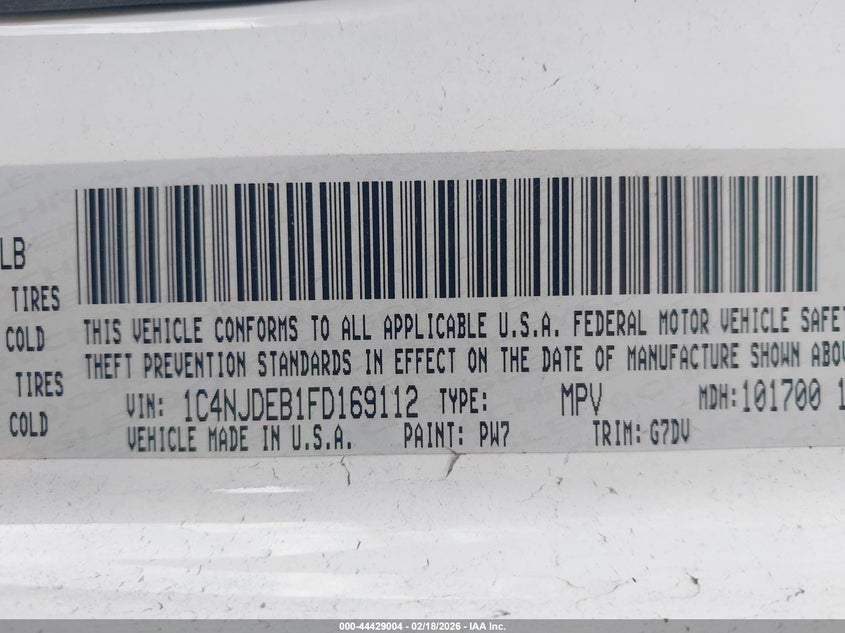 LB
TIRES
COLD
TIRES
COLD
THIS VEHICLE CONFORMS TO ALL APPLICABLE U.S.A. FEDERAL MOTOR VEHICLE SAFET
THEFT PREVENTION STANDARDS IN EFFECT ON THE DATE OF MANUFACTURE SHOWN ABOV
VIN: 1C4NJDEB1FD169112 TYPE: MPV MDH: 101700 1
VEHICLE MADE IN U.S.A. PAINT: PW7 TRIM: G7DV
000-44429004 - 02/18/2026 - IAA Inc.